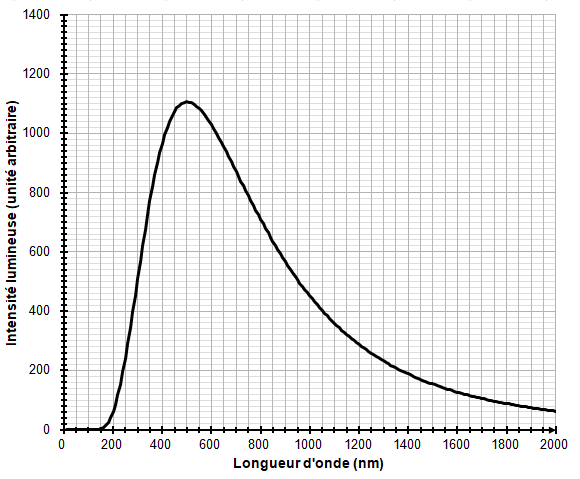 Intensité lumineuse (unité arbitraire)
1400
1200
1000
800
600
400
200
0
0 200 400 600 800 1000 1200 1400 1600 1800 2000
Longueur d'onde (nm)